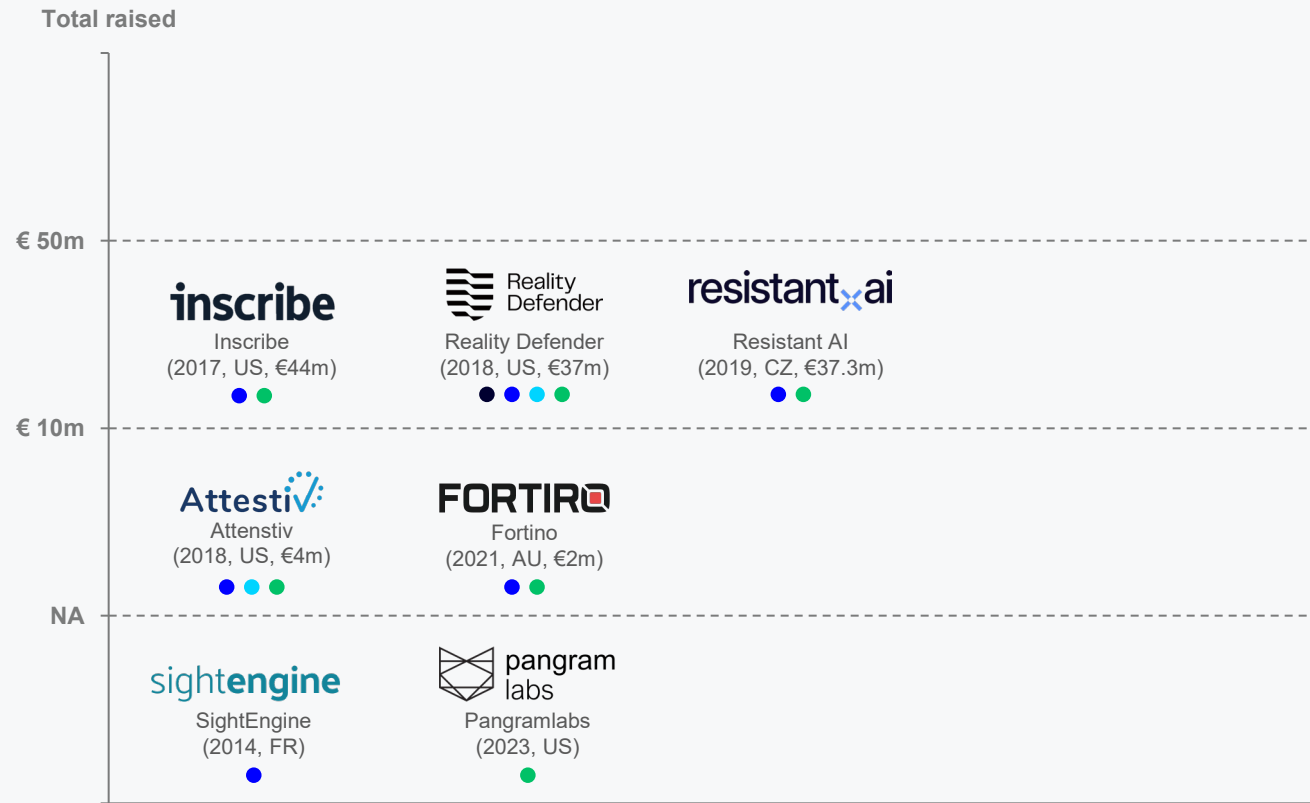 Total raised
€ 50m
inscribe
Inscribe
(2017, US, €44m)
Reality
Defender
Reality Defender
(2018, US, €37m)
resistant ai
Resistant AI
(2019, CZ, €37.3m)
€ 10m
Attestiv
Attenstiv
(2018, US, €4m)
FORTIRO
Fortino
(2021, AU, €2m)
NA
sightengine
SightEngine
(2014, FR)
pangram
labs
Pangramlabs
(2023, US)